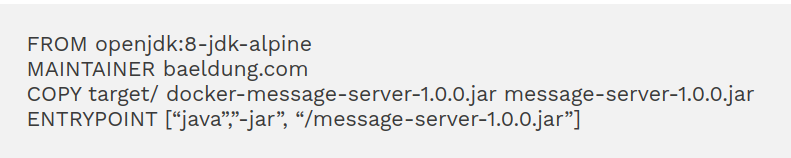 FROM openjdk:8-jdk-alpine
MAINTAINER baeldung.com
COPY target/ docker-message-server-1.0.0.jar message-server-1.0.0.jar
ENTRYPOINT [“java”,”-jar”, “/message-server-1.0.0.jar”]